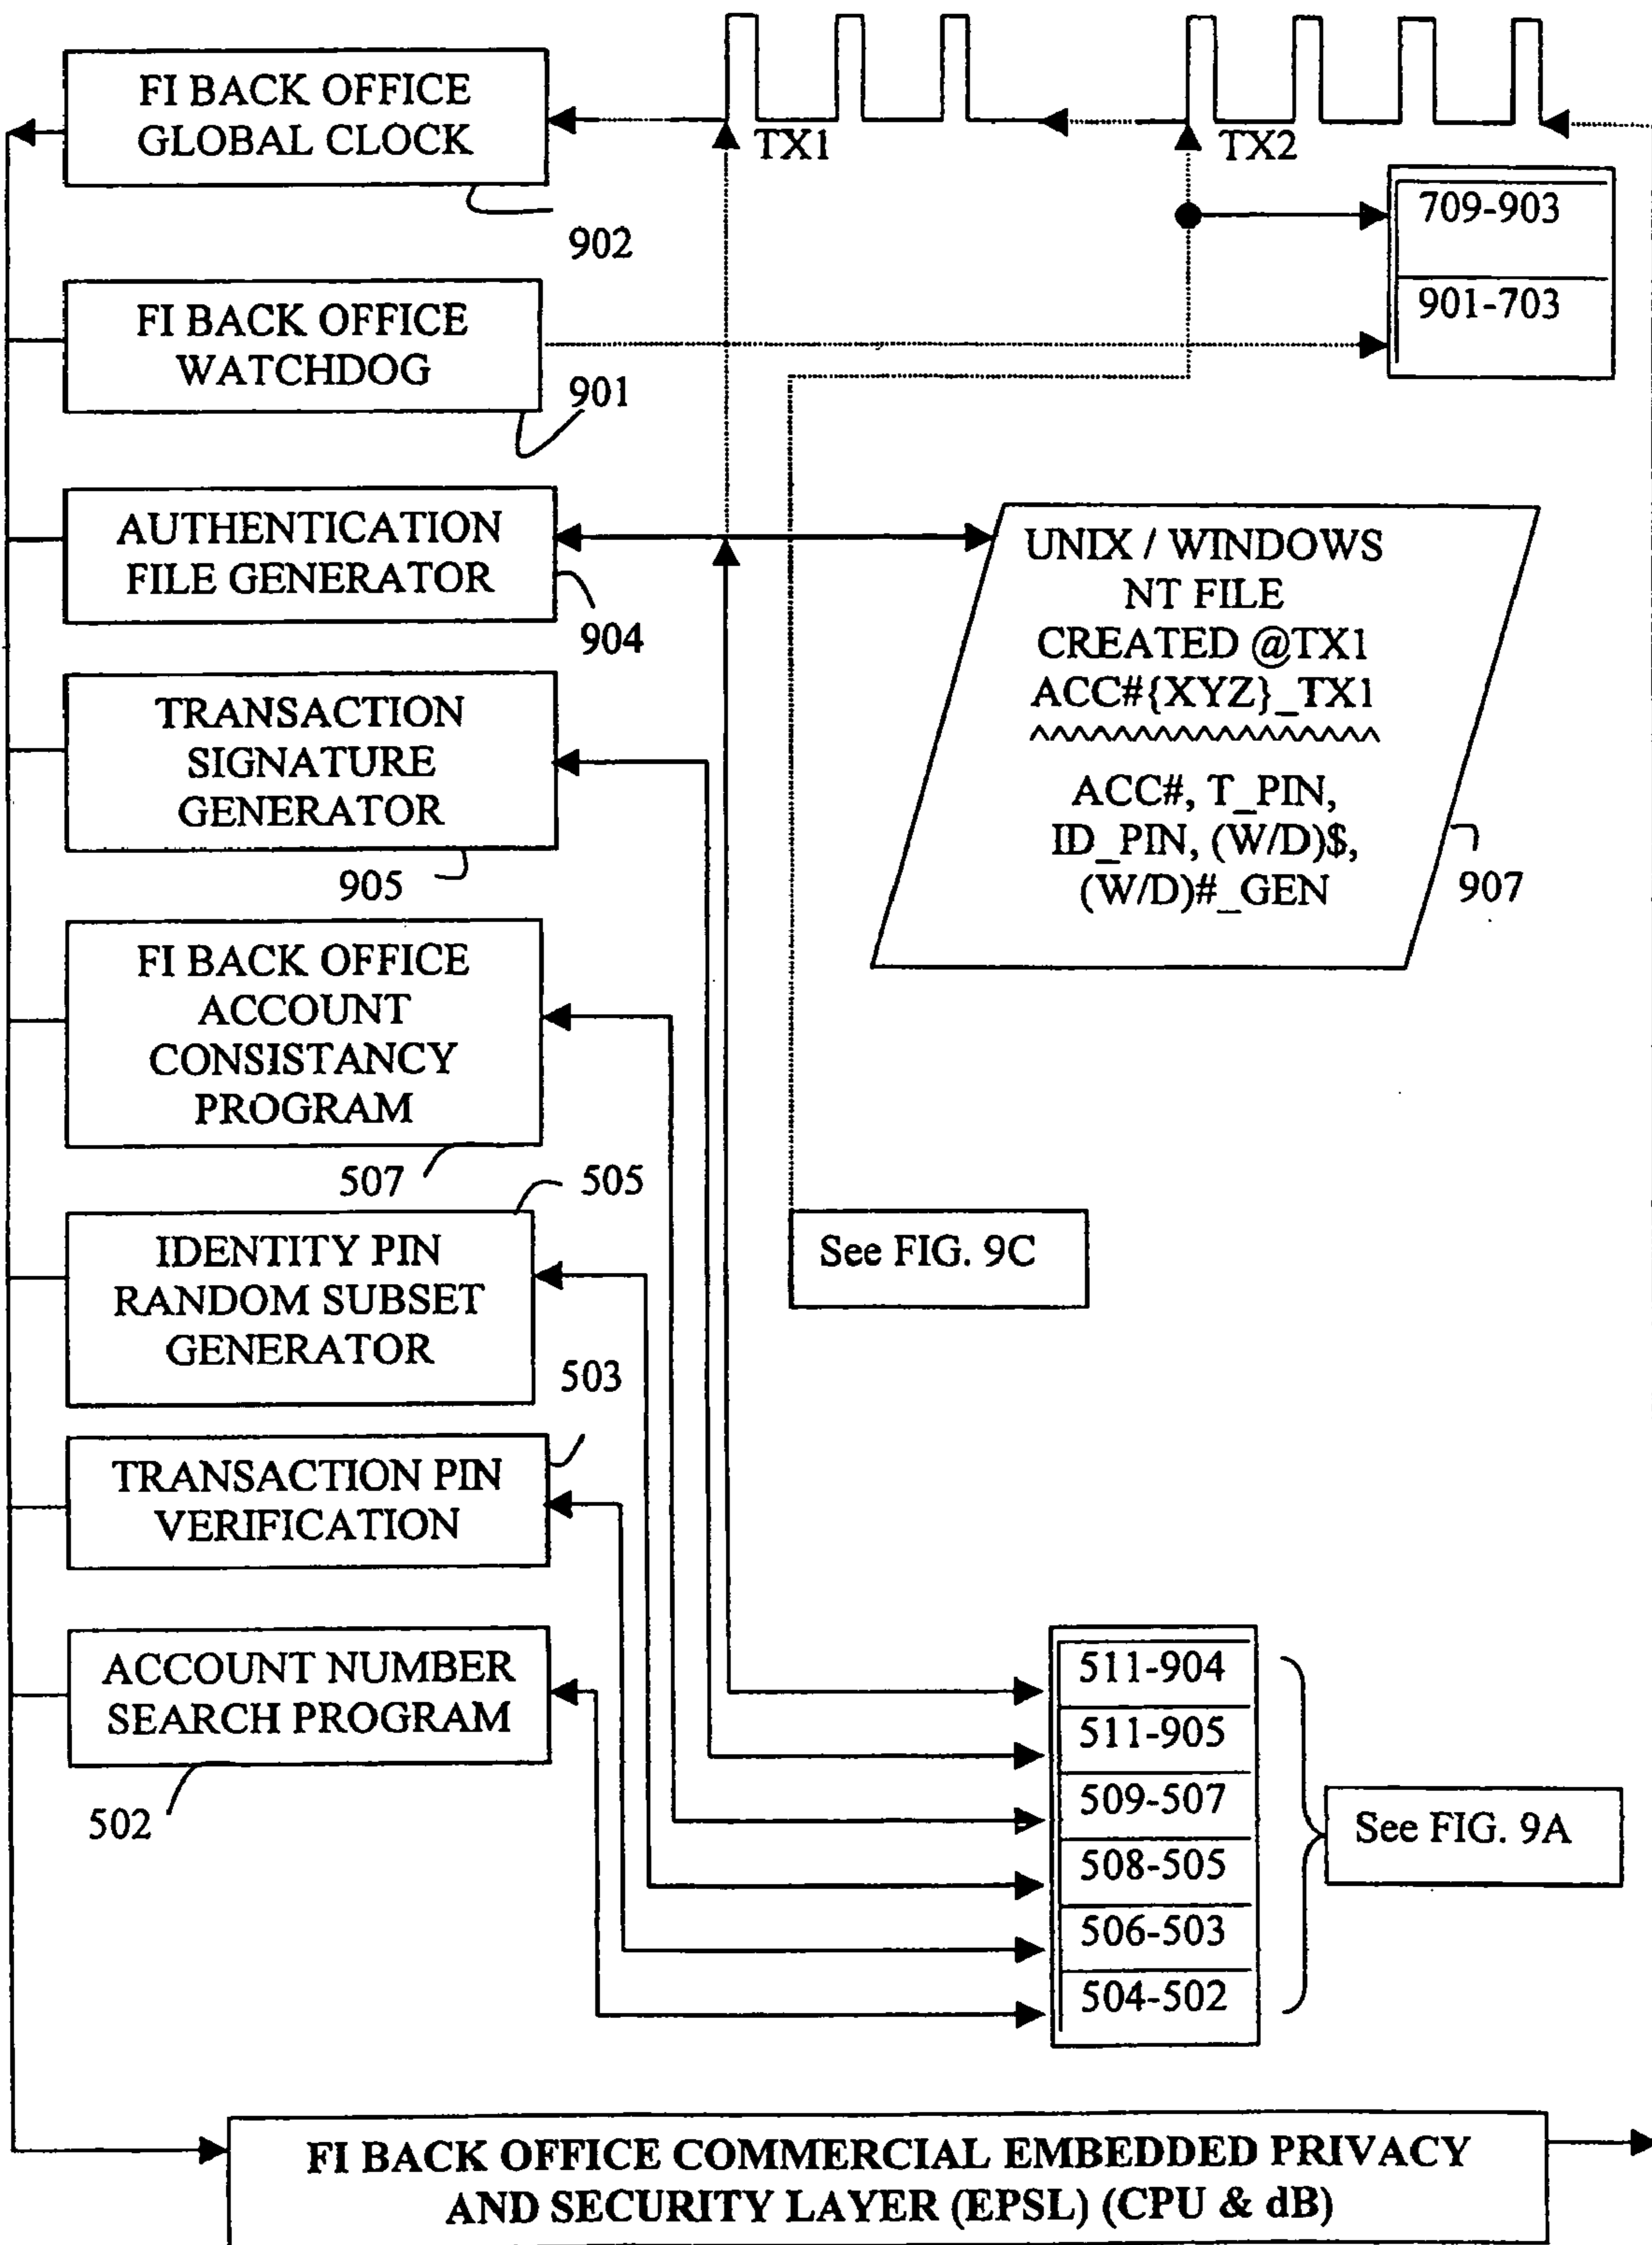 FI BACK OFFICE
GLOBAL CLOCK
902
TX1
TX2
709-903
901-703
FI BACK OFFICE
WATCHDOG
901
AUTHENTICATION
FILE GENERATOR
904
UNIX / WINDOWS
NT FILE
CREATED @TX1
ACC#{XYZ}_TX1
^^^^^^^^^^^^^^^^^
ACC#, T_PIN,
ID_PIN, (W/D)$,
(W/D)#_GEN
907
TRANSACTION
SIGNATURE
GENERATOR
905
FI BACK OFFICE
ACCOUNT
CONSISTANCY
PROGRAM
507
505
IDENTITY PIN
RANDOM SUBSET
GENERATOR
See FIG. 9C
503
TRANSACTION PIN
VERIFICATION
ACCOUNT NUMBER
SEARCH PROGRAM
502
511-904
511-905
509-507
508-505
506-503
504-502
See FIG. 9A
FI BACK OFFICE COMMERCIAL EMBEDDED PRIVACY
AND SECURITY LAYER (EPSL) (CPU & dB)